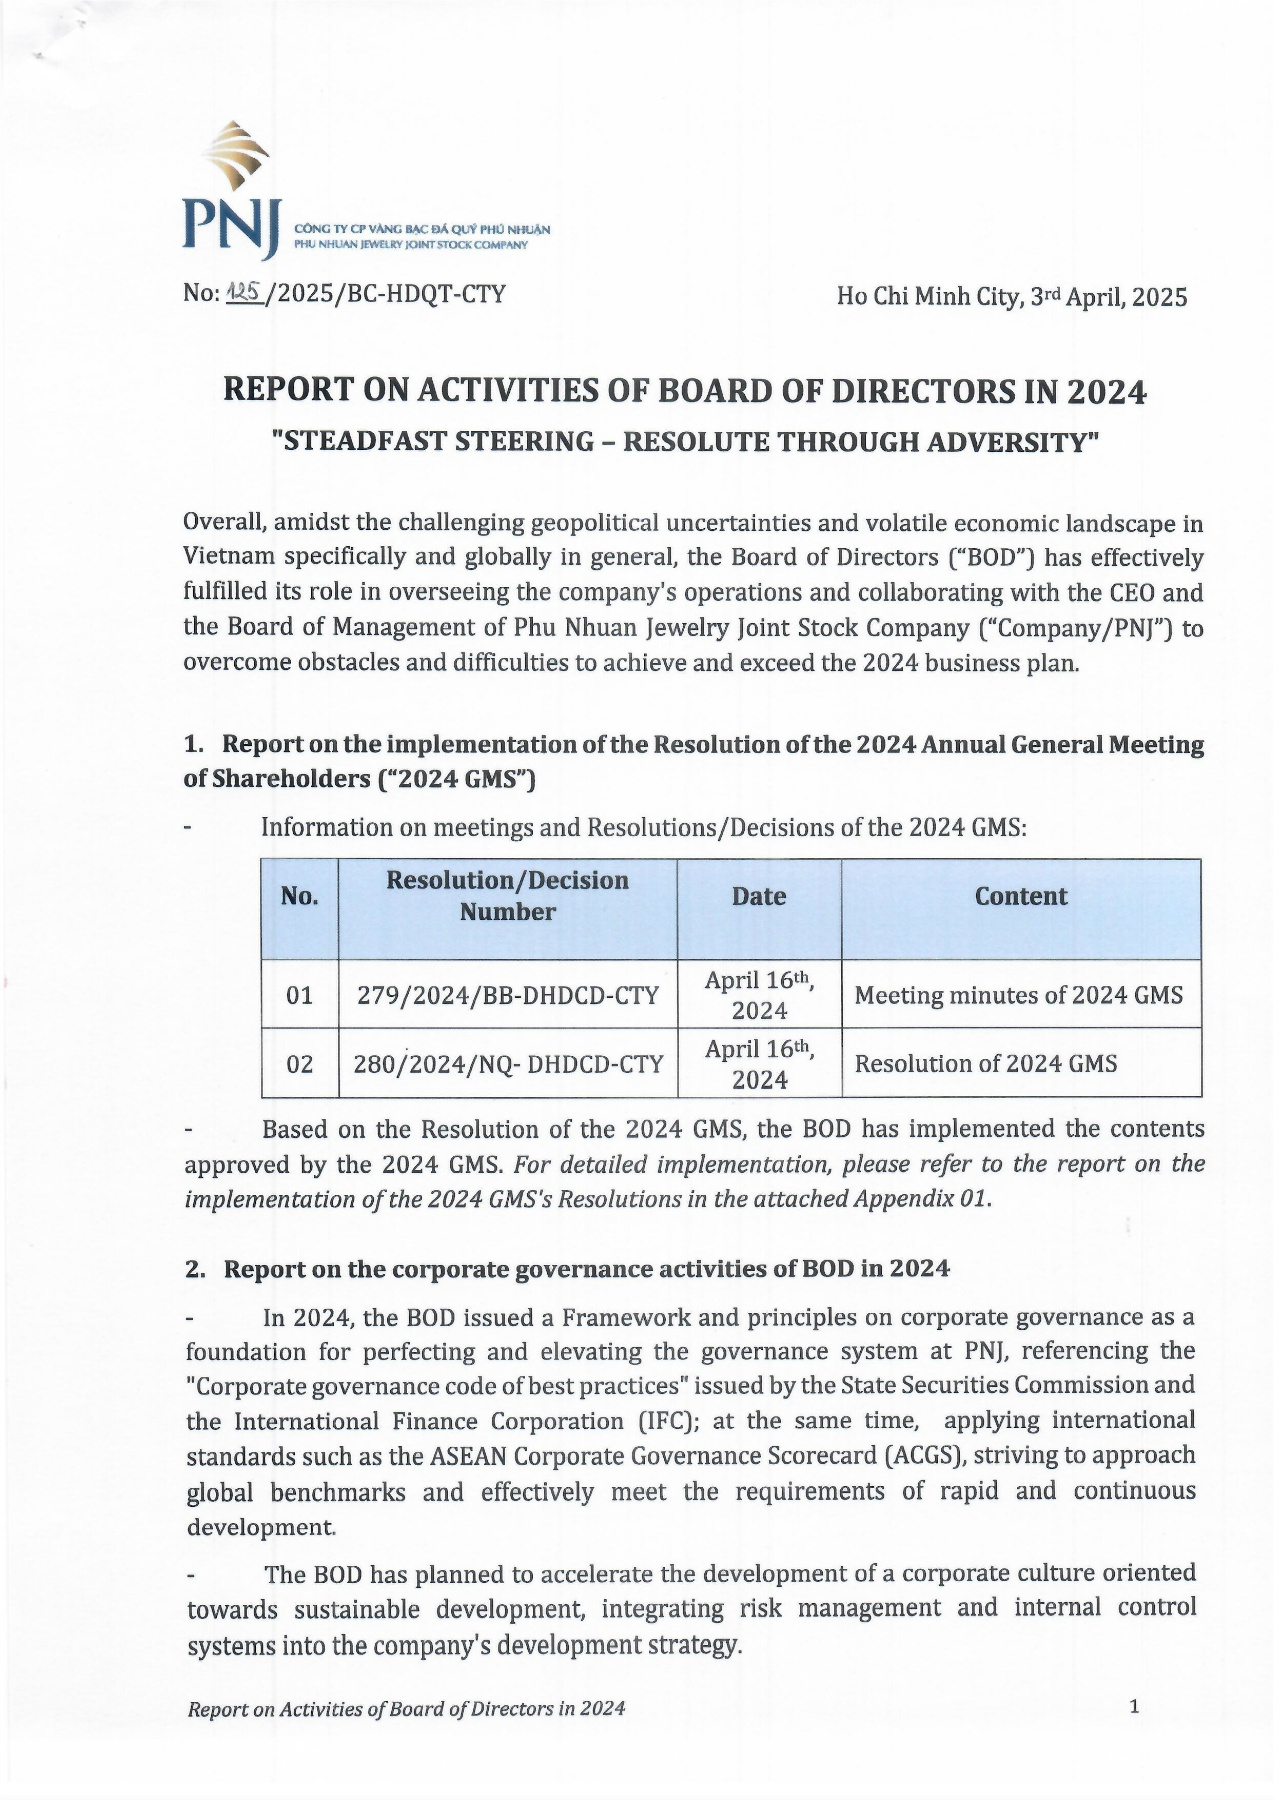 PNJ
CÔNG TY CP VÀNG BẠC ĐÁ QUÝ PHÚ NHUẬN
PHU NHUAN JEWELRY JOINT STOCK COMPANY
No: 125/2025/BC-HDQT-CTY
Ho Chi Minh City, 3rd April, 2025
REPORT ON ACTIVITIES OF BOARD OF DIRECTORS IN 2024
"STEADFAST STEERING – RESOLUTE THROUGH ADVERSITY"
Overall, amidst the challenging geopolitical uncertainties and volatile economic landscape in
Vietnam specifically and globally in general, the Board of Directors (“BOD”) has effectively
fulfilled its role in overseeing the company's operations and collaborating with the CEO and
the Board of Management of Phu Nhuan Jewelry Joint Stock Company (“Company/PNJ”) to
overcome obstacles and difficulties to achieve and exceed the 2024 business plan.
1. Report on the implementation of the Resolution of the 2024 Annual General Meeting
of Shareholders (“2024 GMS”)
- Information on meetings and Resolutions/Decisions of the 2024 GMS:
No.
Resolution/Decision
Number
Date
Content
01
279/2024/BB-DHDCD-CTY
April 16th,
2024
Meeting minutes of 2024 GMS
02
280/2024/NQ- DHDCD-CTY
April 16th,
2024
Resolution of 2024 GMS
- Based on the Resolution of the 2024 GMS, the BOD has implemented the contents
approved by the 2024 GMS. For detailed implementation, please refer to the report on the
implementation of the 2024 GMS's Resolutions in the attached Appendix 01.
2. Report on the corporate governance activities of BOD in 2024
- In 2024, the BOD issued a Framework and principles on corporate governance as a
foundation for perfecting and elevating the governance system at PNJ, referencing the
"Corporate governance code of best practices" issued by the State Securities Commission and
the International Finance Corporation (IFC); at the same time, applying international
standards such as the ASEAN Corporate Governance Scorecard (ACGS), striving to approach
global benchmarks and effectively meet the requirements of rapid and continuous
development.
- The BOD has planned to accelerate the development of a corporate culture oriented
towards sustainable development, integrating risk management and internal control
systems into the company's development strategy.
Report on Activities of Board of Directors in 2024
1